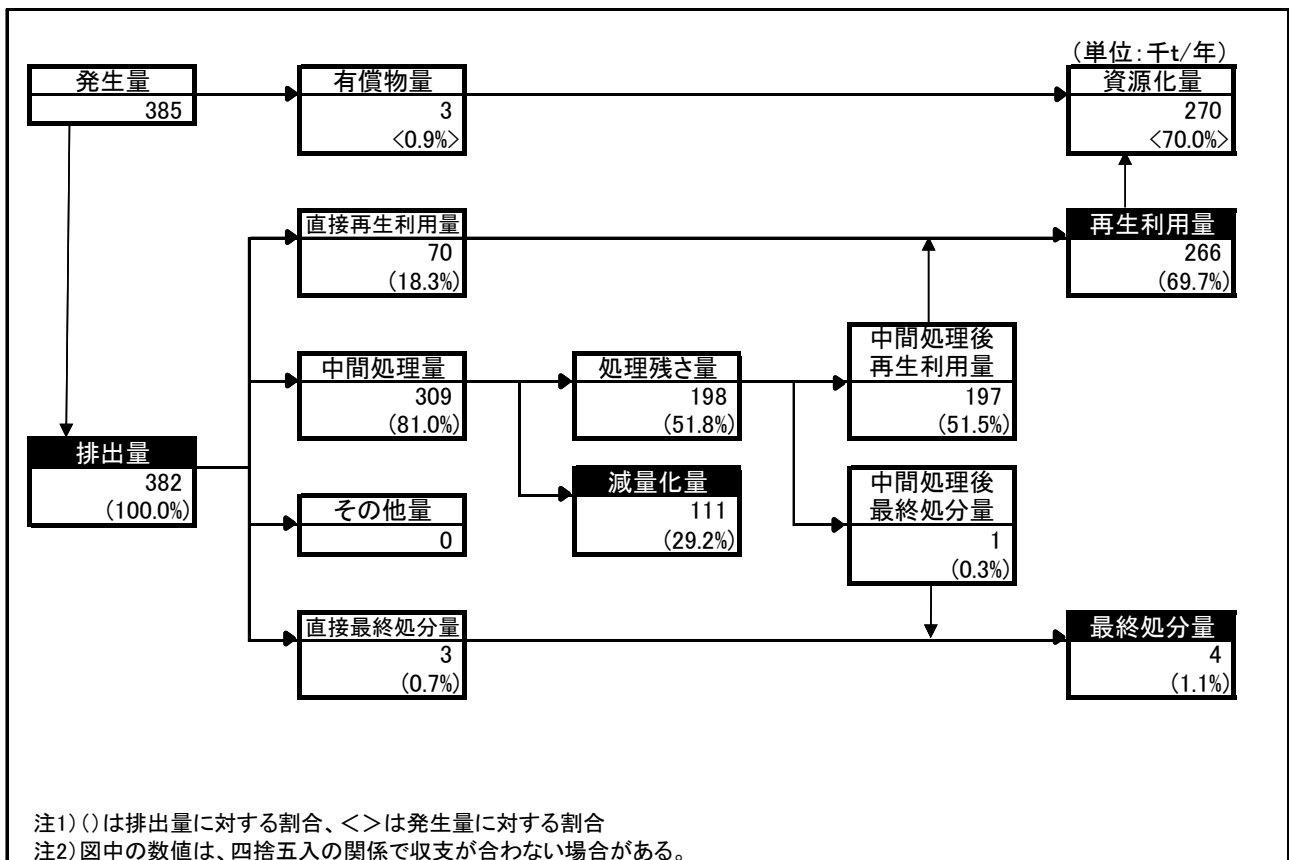 (単位:千t/年)
発生量
385
有償物量
3
<0.9%>
資源化量
270
<70.0%>
直接再生利用量
70
(18.3%)
再生利用量
266
(69.7%)
中間処理量
309
(81.0%)
処理残さ量
198
(51.8%)
中間処理後
再生利用量
197
(51.5%)
排出量
382
(100.0%)
減量化量
111
(29.2%)
中間処理後
最終処分量
1
(0.3%)
その他量
0
直接最終処分量
3
(0.7%)
最終処分量
4
(1.1%)
注1)()は排出量に対する割合、<>は発生量に対する割合
注2)図中の数値は、四捨五入の関係で収支が合わない場合がある。